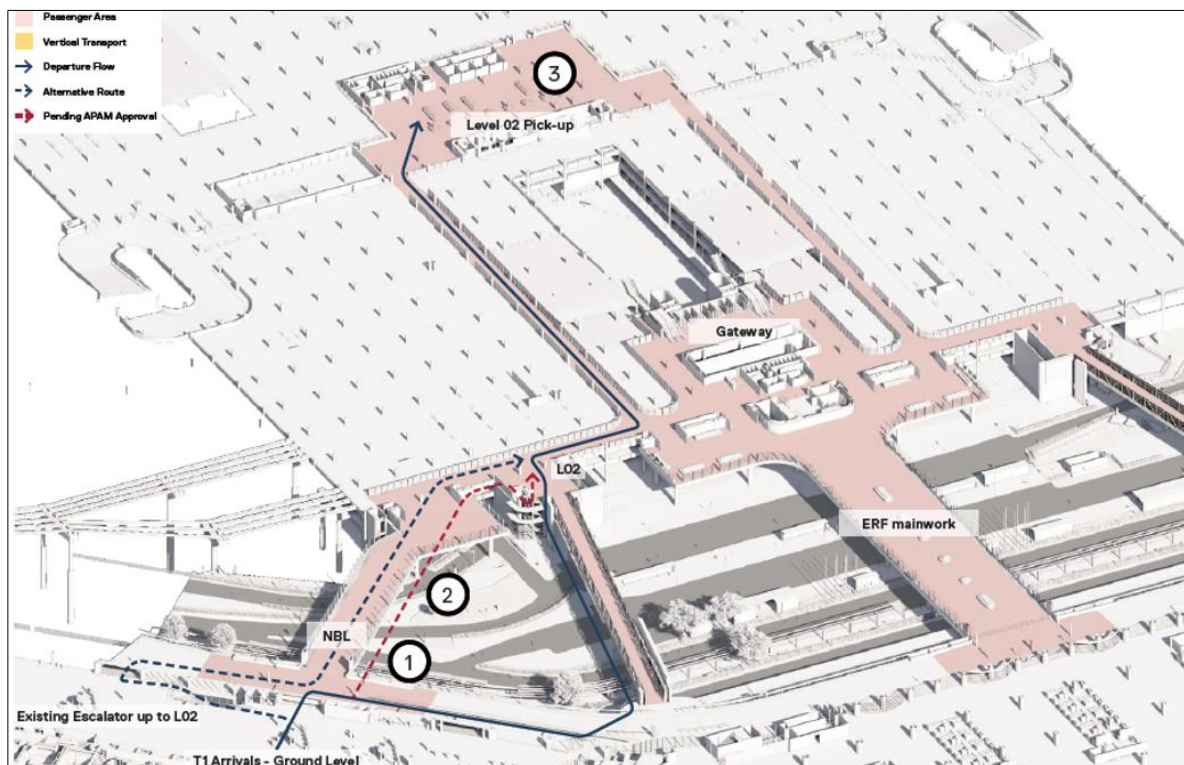 Passenger Area
Vertical Transport
Departure Flow
Alternative Route
Pending APAM Approval
3
Level 02 Pick-up
Gateway
L02
ERF mainwork
2
NBL
1
Existing Escalator up to L02
T1 Arrivals - Ground Level